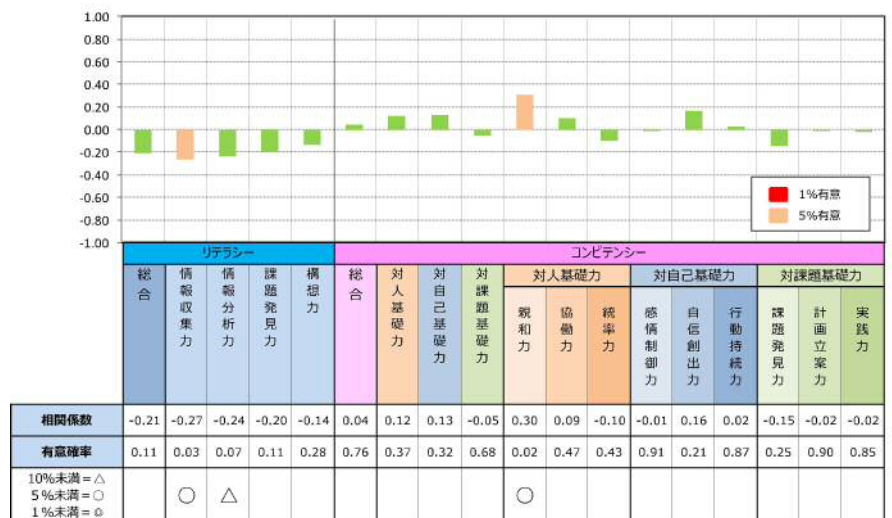 1.00
0.80
0.60
0.40
0.20
0.00
-0.20
-0.40
-0.60
-0.80
-1.00
1%有意
5%有意
リテラシー コンピテンシー
総合 情報収集力 情報分析力 課題発見力 構想力 総合 対人基礎力 対自己基礎力 対課題基礎力 対人基礎力 対自己基礎力 対課題基礎力
親和力 協働力 統率力 感情制御力 自信創出力 行動持続力 課題発見力 計画立案力 実践力
相関係数 -0.21 -0.27 -0.24 -0.20 -0.14 0.04 0.12 0.13 -0.05 0.30 0.09 -0.10 -0.01 0.16 0.02 -0.15 -0.02 -0.02
有意確率 0.11 0.03 0.07 0.11 0.28 0.76 0.37 0.32 0.68 0.02 0.47 0.43 0.91 0.21 0.87 0.25 0.90 0.85
10%未満=△
5%未満=○ ○ △ ○
1%未満=◎